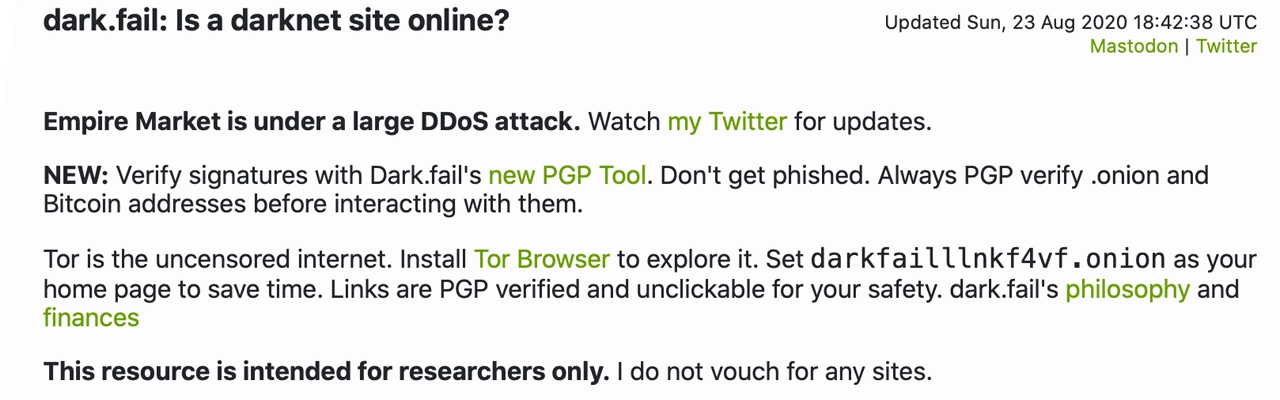 dark.fail: Is a darknet site online?
Updated Sun, 23 Aug 2020 18:42:38 UTC
Mastodon | Twitter
Empire Market is under a large DDoS attack. Watch my Twitter for updates.
NEW: Verify signatures with Dark.fail's new PGP Tool. Don't get phished. Always PGP verify .onion and
Bitcoin addresses before interacting with them.
Tor is the uncensored internet. Install Tor Browser to explore it. Set darkfailllnkf4vf.onion as your
home page to save time. Links are PGP verified and unclickable for your safety. dark.fail's philosophy and
finances
This resource is intended for researchers only. I do not vouch for any sites.